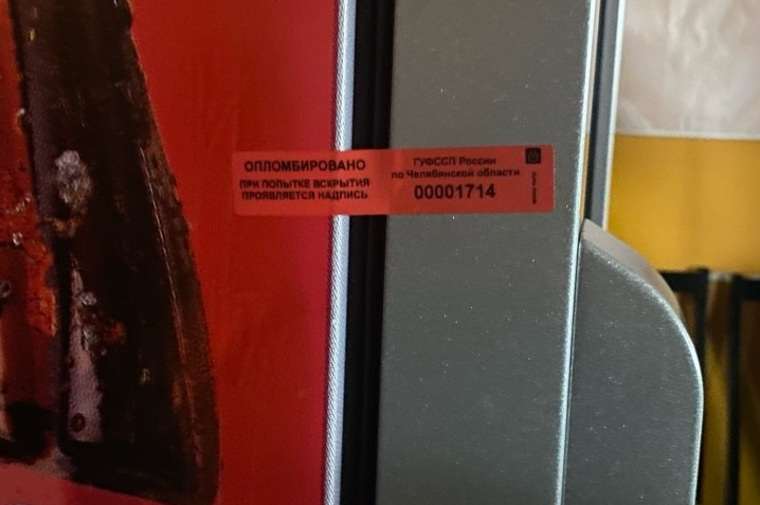 ОПЛОМБИРОВАНО
ПРИ ПОПЫТКЕ ВСКРЫТИЯ
ПРОЯВЛЯЕТСЯ НАДПИСЬ
ГУФССП России
по Челябинской области
00001714